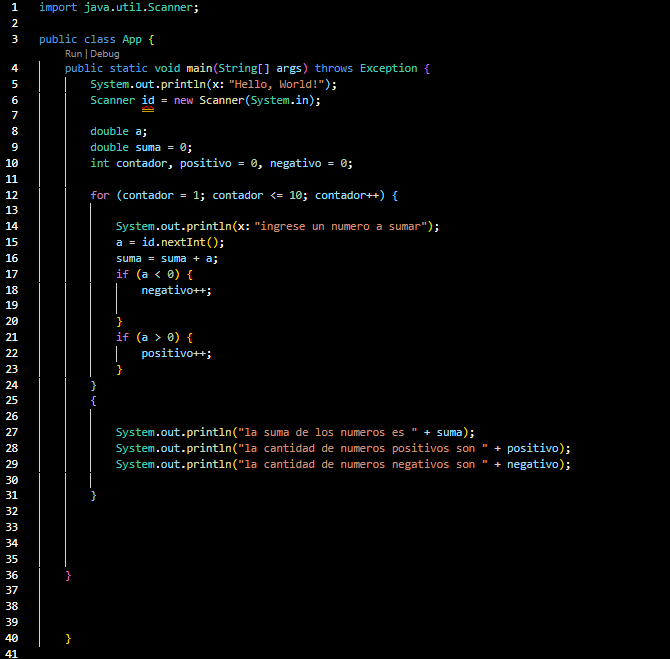 1 import java.util.Scanner;
2
3 public class App {
Run | Debug
4 public static void main(String[] args) throws Exception {
5 System.out.println(x: "Hello, World!");
6 Scanner id = new Scanner(System.in);
7
8 double a;
9 double suma = 0;
10 int contador, positivo = 0, negativo = 0;
11
12 for (contador = 1; contador <= 10; contador++) {
13
14 System.out.println(x: "ingrese un numero a sumar");
15 a = id.nextInt();
16 suma = suma + a;
17 if (a < 0) {
18 negativo++;
19
20 }
21 if (a > 0) {
22 positivo++;
23 }
24 }
25 {
26
27 System.out.println("la suma de los numeros es " + suma);
28 System.out.println("la cantidad de numeros positivos son " + positivo);
29 System.out.println("la cantidad de numeros negativos son " + negativo);
30
31 }
32
33
34
35
36 }
37
38
39
40 }
41